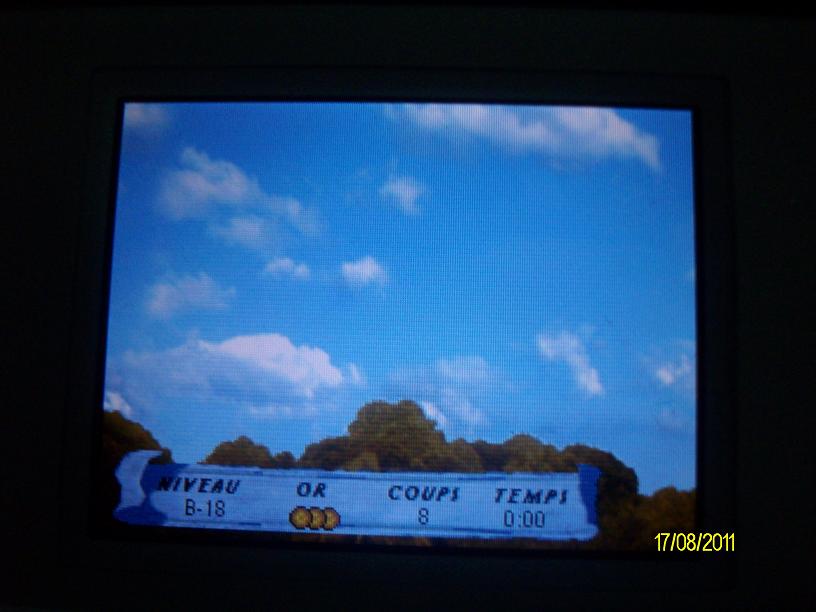 NIVEAU OR COUPS TEMPS
B-18 8 0:00
17/08/2011